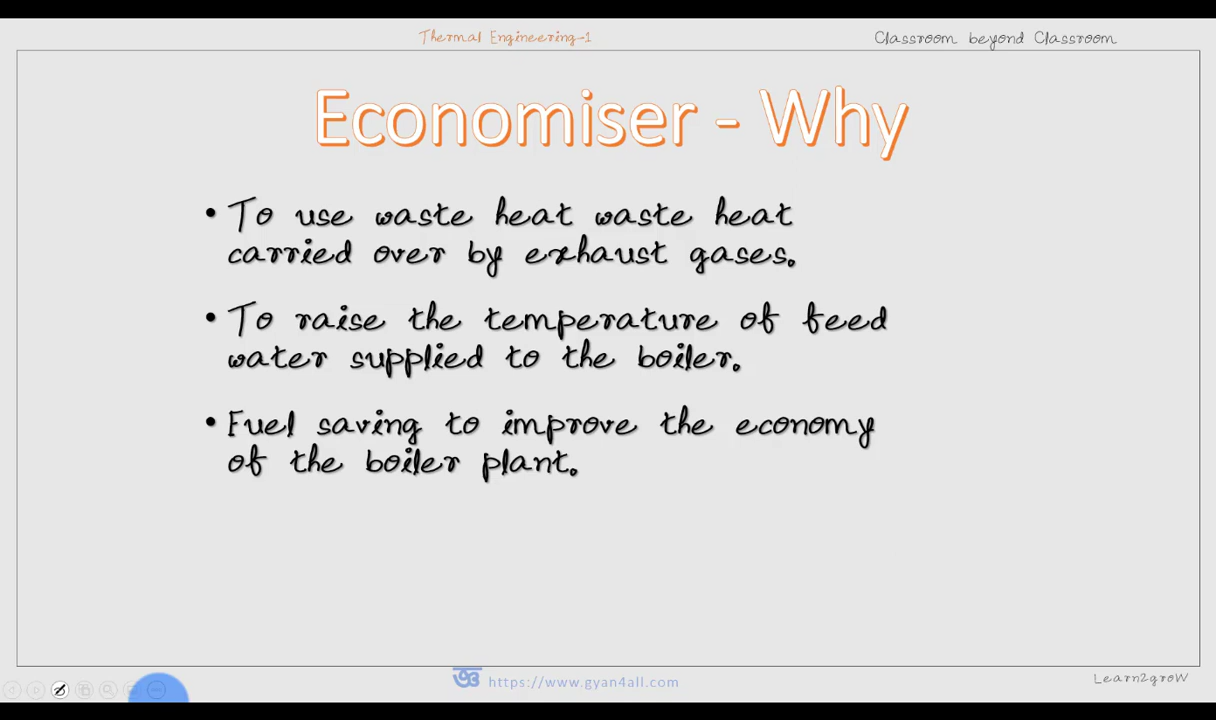 Thermal Engineering-1
Classroom beyond Classroom
Economiser - Why
• To use waste heat waste heat
carried over by exhaust gases.
• To raise the temperature of feed
water supplied to the boiler.
• Fuel saving to improve the economy
of the boiler plant.
https://www.gyan4all.com
Learn2groW